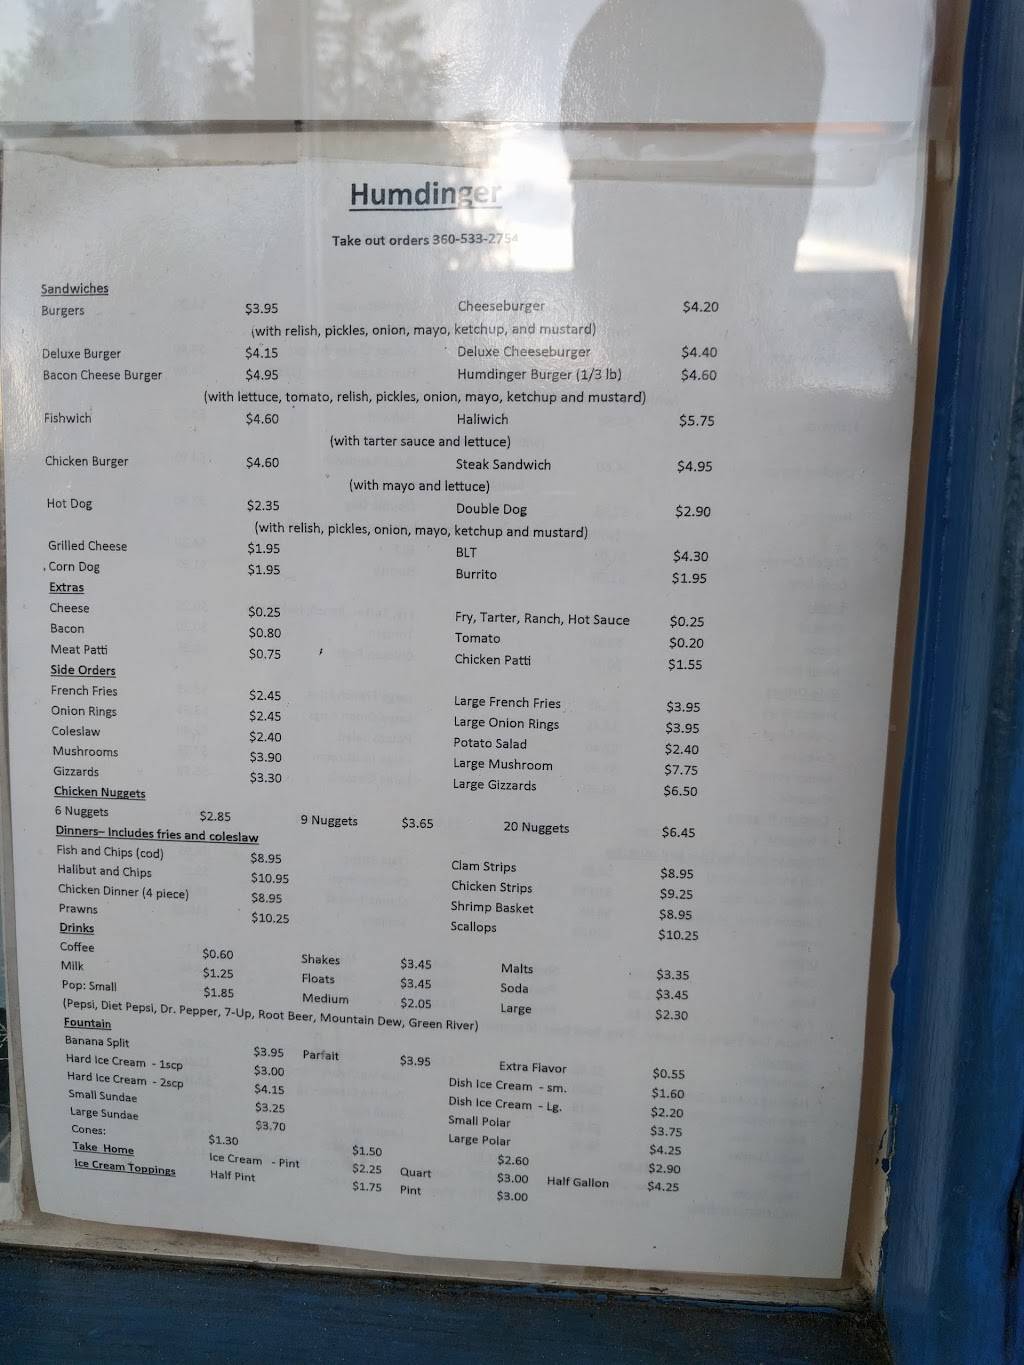 Humdinger
Take out orders 360-533-2754
Sandwiches
Burgers $3.95 Cheeseburger $4.20
(with relish, pickles, onion, mayo, ketchup, and mustard)
Deluxe Burger $4.15 Deluxe Cheeseburger $4.40
Bacon Cheese Burger $4.95 Humdinger Burger (1/3 lb) $4.60
(with lettuce, tomato, relish, pickles, onion, mayo, ketchup and mustard)
Fishwich $4.60 Haliwich $5.75
(with tarter sauce and lettuce)
Chicken Burger $4.60 Steak Sandwich $4.95
(with mayo and lettuce)
Hot Dog $2.35 Double Dog $2.90
(with relish, pickles, onion, mayo, ketchup and mustard)
Grilled Cheese $1.95 BLT $4.30
Corn Dog $1.95 Burrito $1.95
Extras
Cheese $0.25 Fry, Tarter, Ranch, Hot Sauce $0.25
Bacon $0.80 Tomato $0.20
Meat Patti $0.75 Chicken Patti $1.55
Side Orders
French Fries $2.45 Large French Fries $3.95
Onion Rings $2.45 Large Onion Rings $3.95
Coleslaw $2.40 Potato Salad $2.40
Mushrooms $3.90 Large Mushroom $7.75
Gizzards $3.30 Large Gizzards $6.50
Chicken Nuggets
6 Nuggets $2.85 9 Nuggets $3.65 20 Nuggets $6.45
Dinners– Includes fries and coleslaw
Fish and Chips (cod) $8.95 Clam Strips $8.95
Halibut and Chips $10.95 Chicken Strips $9.25
Chicken Dinner (4 piece) $8.95 Shrimp Basket $8.95
Prawns $10.25 Scallops $10.25
Drinks
Coffee $0.60 Shakes $3.45 Malts $3.35
Milk $1.25 Floats $3.45 Soda $3.45
Pop: Small $1.85 Medium $2.05 Large $2.30
(Pepsi, Diet Pepsi, Dr. Pepper, 7-Up, Root Beer, Mountain Dew, Green River)
Fountain
Banana Split $3.95 Parfait $3.95 Extra Flavor $0.55
Hard Ice Cream - 1scp $3.00 Dish Ice Cream - sm. $1.60
Hard Ice Cream - 2scp $4.15 Dish Ice Cream - Lg. $2.20
Small Sundae $3.25 Small Polar $3.75
Large Sundae $3.70 Large Polar $4.25
Cones: $1.30 $1.50 $2.60 $2.90
Take Home Ice Cream - Pint $2.25 Quart $3.00 Half Gallon $4.25
Ice Cream Toppings Half Pint $1.75 Pint $3.00